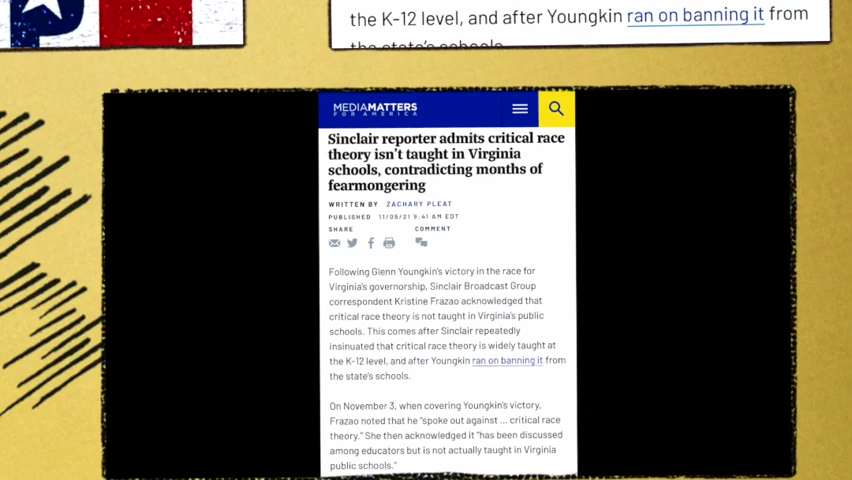 the K-12 level, and after Youngkin ran on banning it from
the state's schools
MEDIAMATTERS
FOR AMERICA
Sinclair reporter admits critical race
theory isn't taught in Virginia
schools, contradicting months of
fearmongering
WRITTEN BY ZACHARY PLEAT
PUBLISHED 11/05/21 9:41 AM EDT
SHARE COMMENT
Following Glenn Youngkin's victory in the race for
Virginia's governorship, Sinclair Broadcast Group
correspondent Kristine Frazao acknowledged that
critical race theory is not taught in Virginia's public
schools. This comes after Sinclair repeatedly
insinuated that critical race theory is widely taught at
the K-12 level, and after Youngkin ran on banning it from
the state's schools.
On November 3, when covering Youngkin's victory,
Frazao noted that he "spoke out against ... critical race
theory." She then acknowledged it "has been discussed
among educators but is not actually taught in Virginia
public schools."